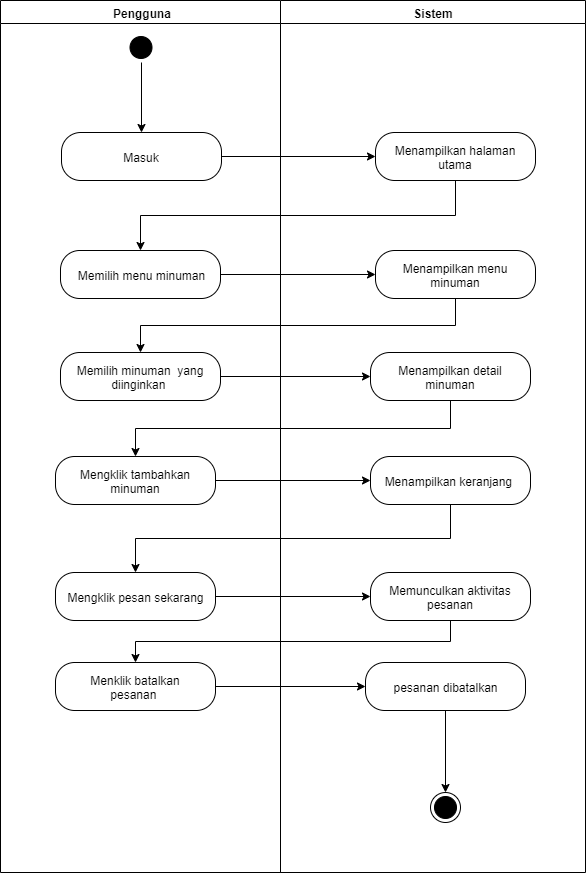 Pengguna
Sistem
Masuk
Menampilkan halaman
utama
Memilih menu minuman
Menampilkan menu
minuman
Memilih minuman yang
diinginkan
Menampilkan detail
minuman
Mengklik tambahkan
minuman
Menampilkan keranjang
Mengklik pesan sekarang
Memunculkan aktivitas
pesanan
Menklik batalkan
pesanan
pesanan dibatalkan